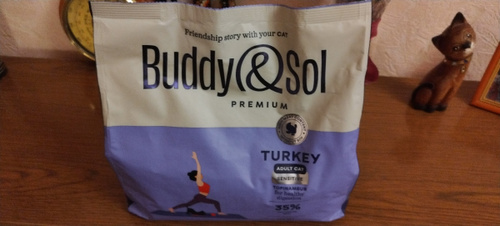 Friendship story with your CAT
Buddy & Sol
PREMIUM
TURKEY
ADULT CAT
35%